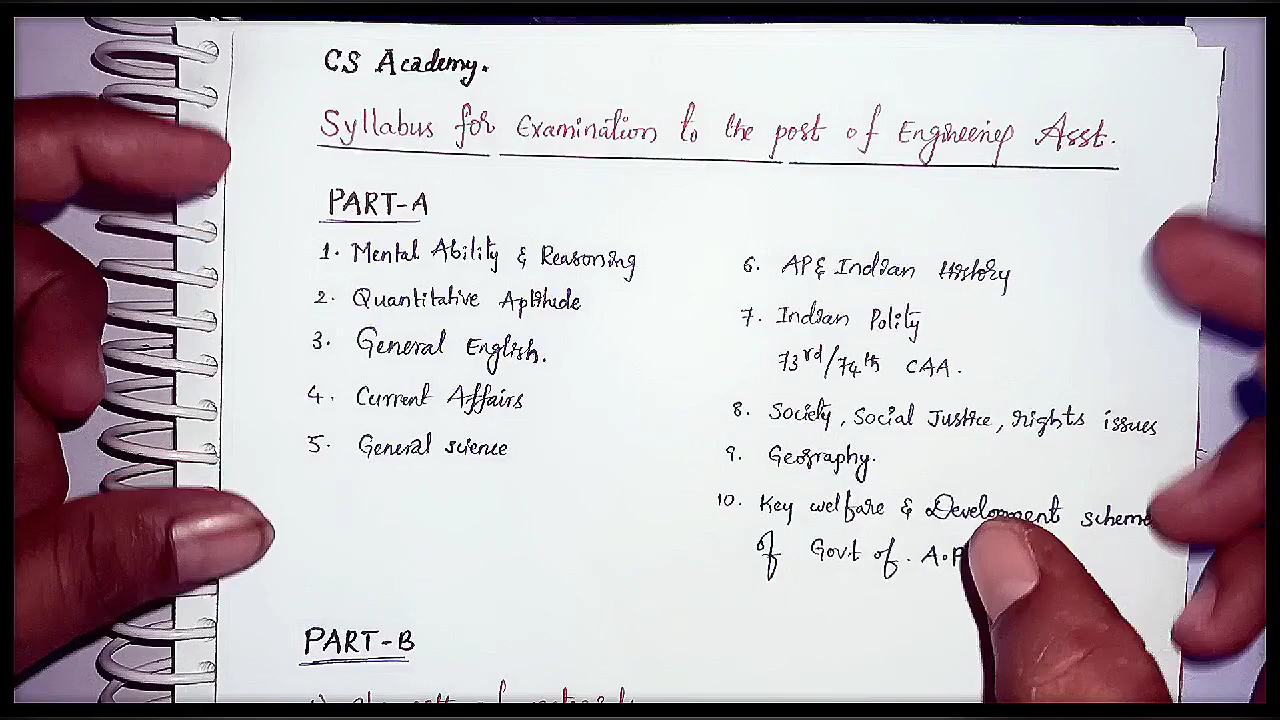 CS Academy.
Syllabus for Examination to the post of Engineering Asst.
PART-A
1. Mental Ability & Reasoning
2. Quantitative Aptitude
3. General English.
4. Current Affairs
5. General science
6. AP & Indian History
7. Indian Polity
73rd/74th CAA.
8. Society, Social Justice, rights issues
9. Geography.
10. Key welfare & Development scheme
of Govt of. A.P
PART-B